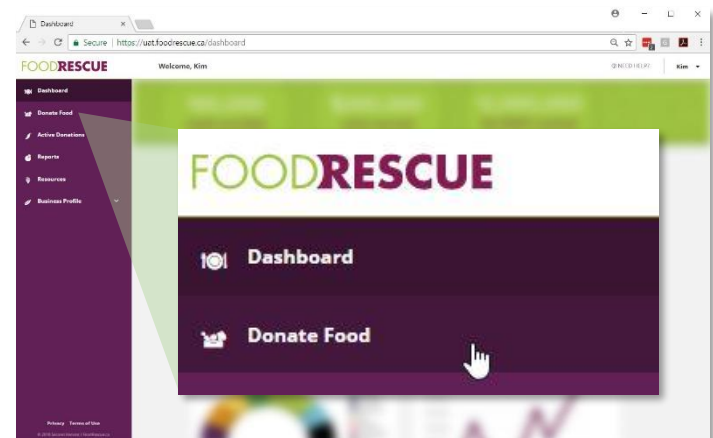 Dashboard
Secure https://uat.foodrescue.ca/dashboard
FOODRESCUE
Welcome, Kim
Kim
Dashboard
Donate Food
Active Donations
Reports
Resources
Business Profile
FOODRESCUE
Dashboard
Donate Food
Privacy Terms of Use